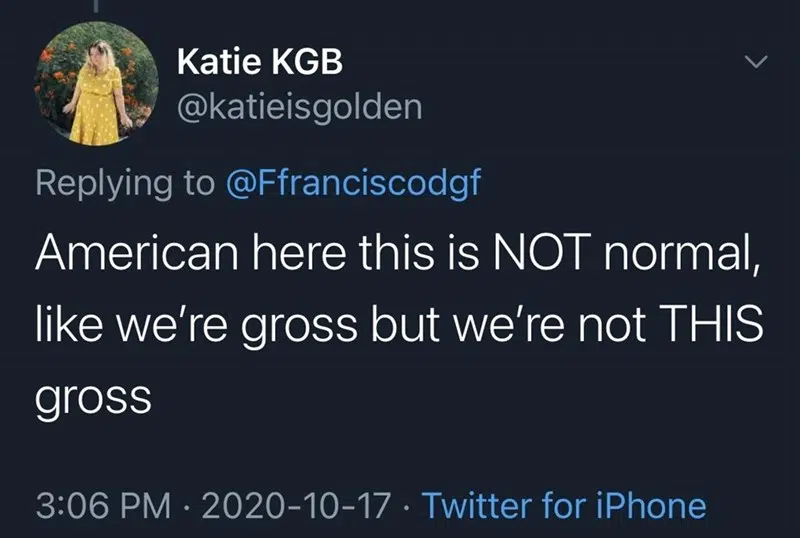 Katie KGB
@katieisgolden
Replying to @Ffranciscodgf
American here this is NOT normal,
like we’re gross but we’re not THIS
gross
3:06 PM · 2020-10-17 · Twitter for iPhone